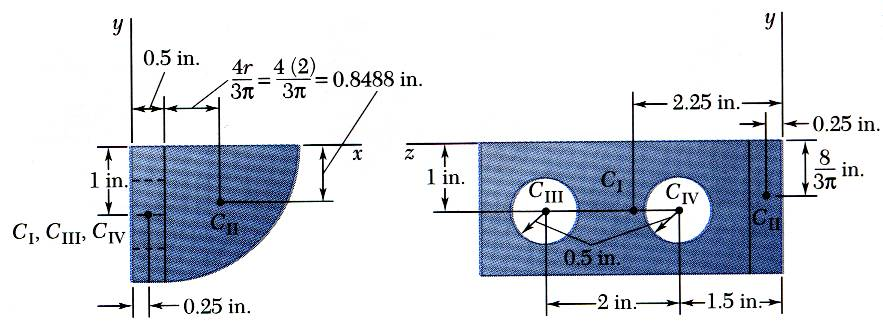 y
0.5 in.
4r/3π = 4 (2)/3π = 0.8488 in.
x
1 in.
C_II
C_I, C_III, C_IV
0.25 in.
y
2.25 in.
0.25 in.
z
1 in.
8/3π in.
C_III
C_I
C_IV
C_II
0.5 in.
2 in.
1.5 in.